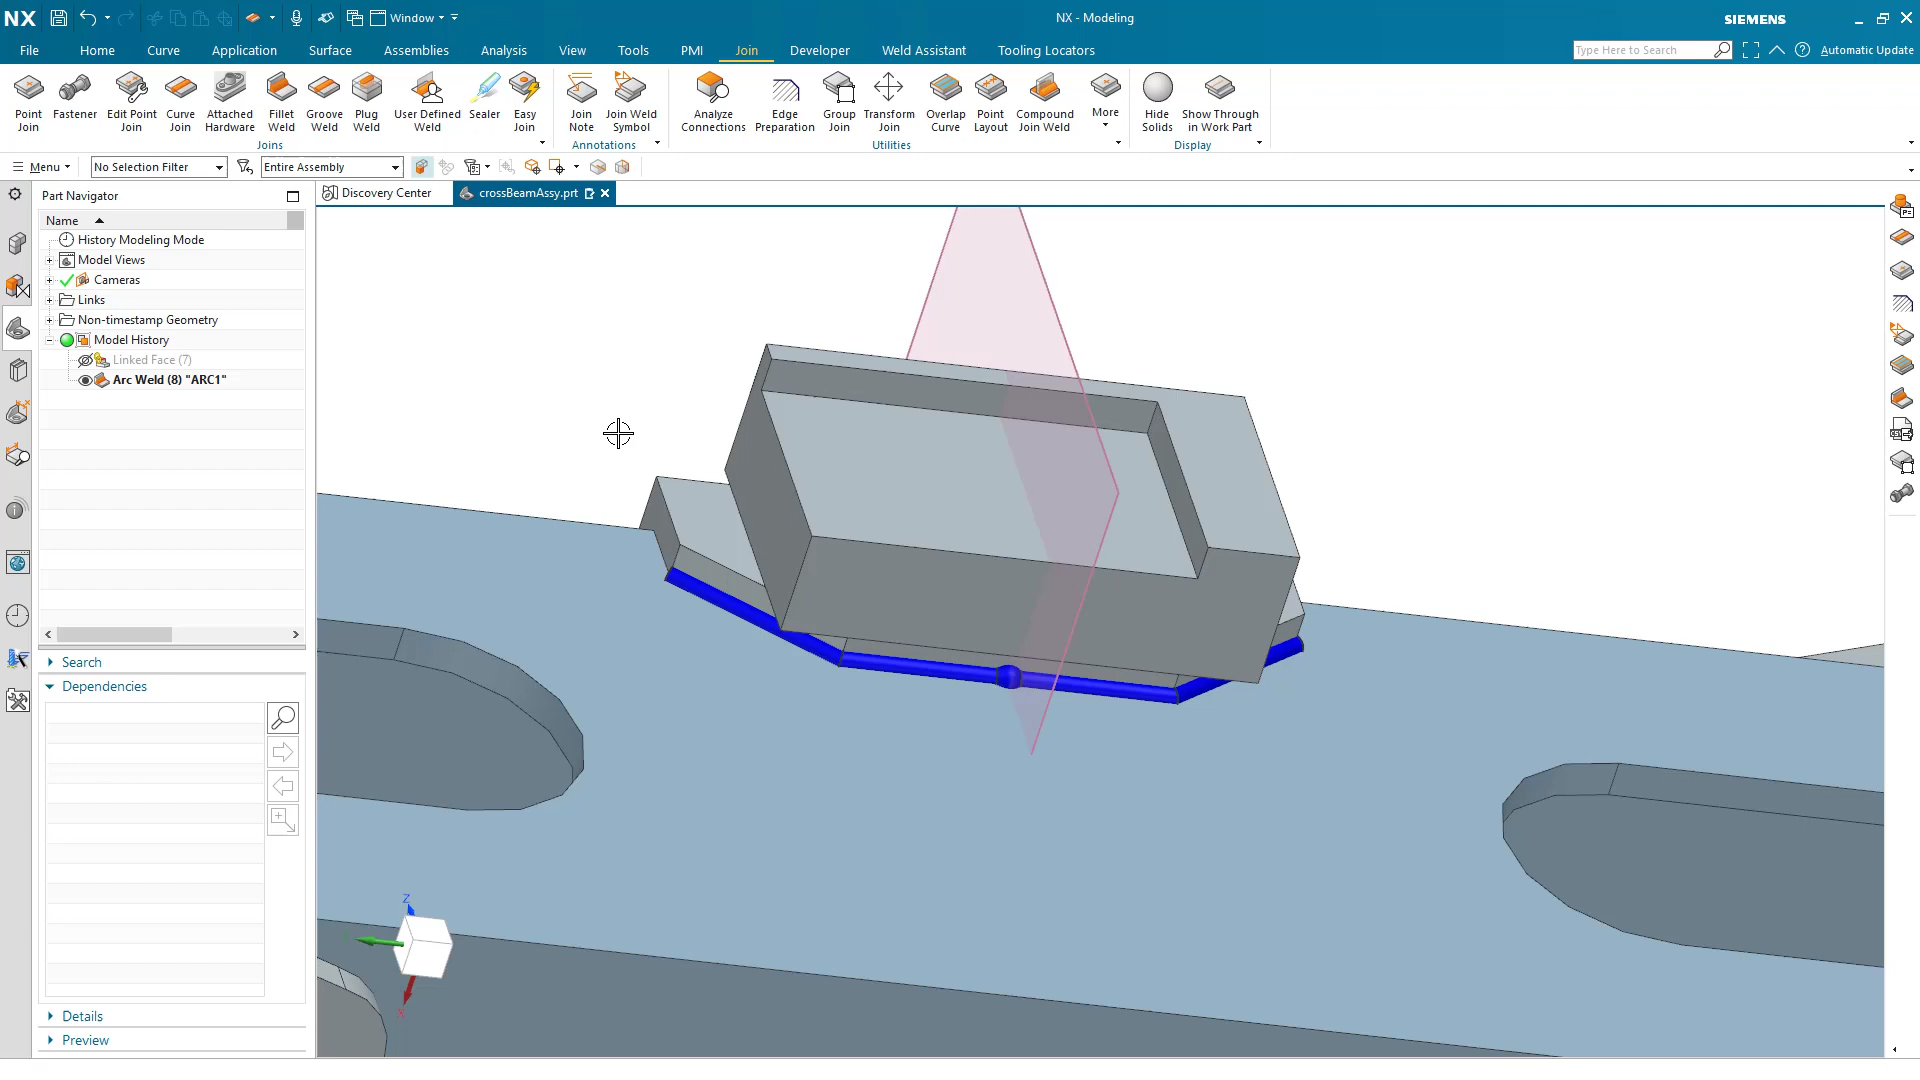 NX Window NX - Modeling SIEMENS
File Home Curve Application Surface Assemblies Analysis View Tools PMI Join Developer Weld Assistant Tooling Locators Type Here to Search Automatic Update
Point Join
Fastener
Edit Point Join
Curve Join
Attached Hardware
Fillet Weld
Groove Weld
Plug Weld
User Defined Weld
Sealer
Easy Join
Join Note
Join Weld Symbol
Analyze Connections
Edge Preparation
Group Join
Transform Join
Overlap Curve
Point Layout
Compound Join Weld
More
Hide Solids
Show Through in Work Part
Joins Annotations Utilities Display
Menu No Selection Filter Entire Assembly
Part Navigator
Discovery Center crossBeamAssy.prt
Name
History Modeling Mode
Model Views
Cameras
Links
Non-timestamp Geometry
Model History
Linked Face (7)
Arc Weld (8) "ARC1"
Search
Dependencies
Z
X
Details
Preview